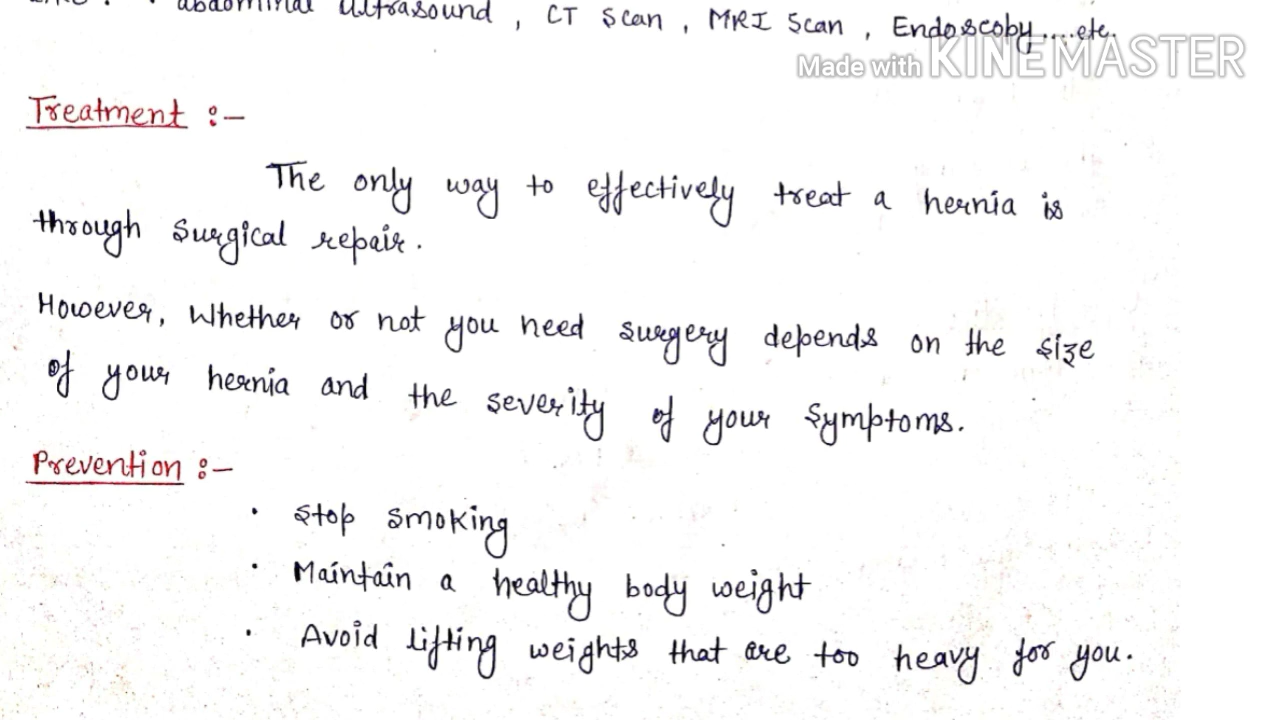 abdominal ultrasound , CT Scan , MRI Scan , Endoscoby....etc.
Made with KINEMASTER
Treatment :-
The only way to effectively treat a hernia is
through Surgical repair.
However, Whether or not you need surgery depends on the size
of your hernia and the severity of your Symptoms.
Prevention :-
• Stop smoking
• Maintain a healthy body weight
• Avoid lifting weights that are too heavy for you.